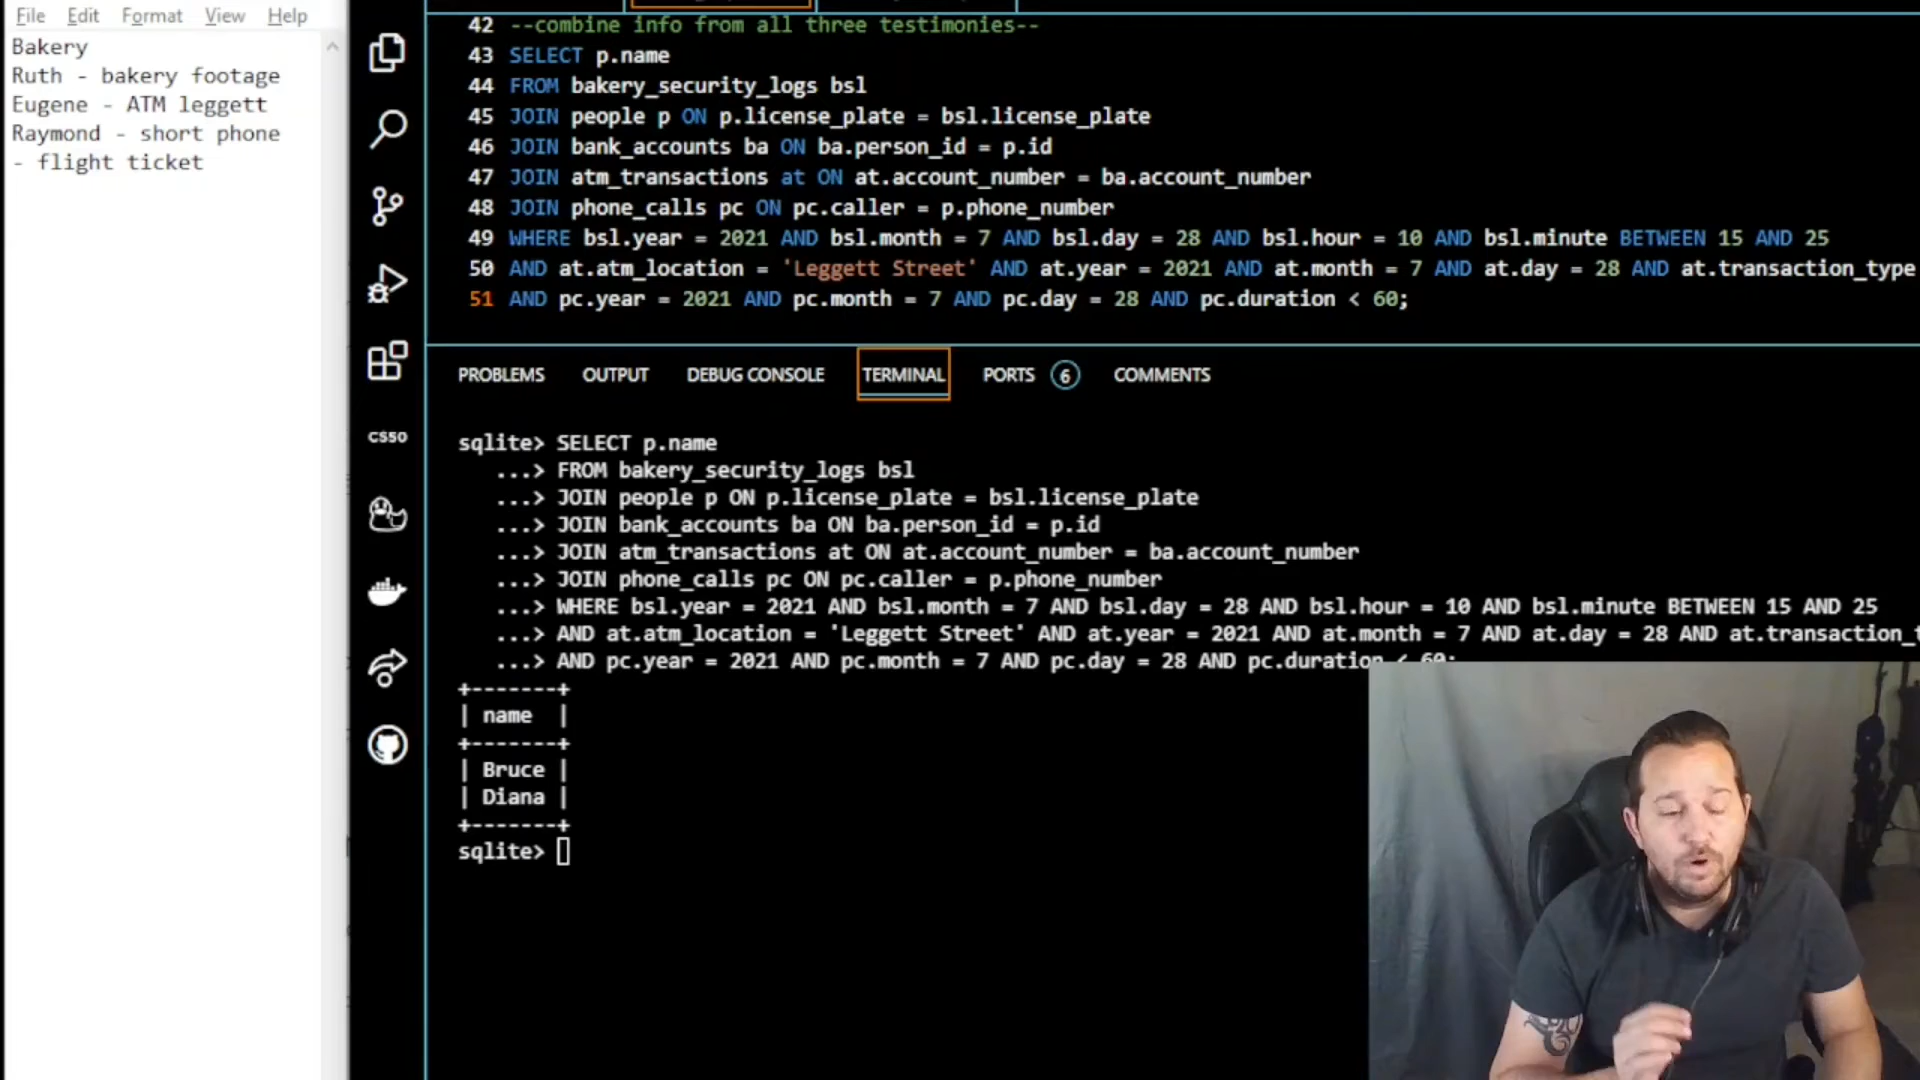 File Edit Format View Help
Bakery
Ruth - bakery footage
Eugene - ATM leggett
Raymond - short phone
- flight ticket
CS50
42 --combine info from all three testimonies--
43 SELECT p.name
44 FROM bakery_security_logs bsl
45 JOIN people p ON p.license_plate = bsl.license_plate
46 JOIN bank_accounts ba ON ba.person_id = p.id
47 JOIN atm_transactions at ON at.account_number = ba.account_number
48 JOIN phone_calls pc ON pc.caller = p.phone_number
49 WHERE bsl.year = 2021 AND bsl.month = 7 AND bsl.day = 28 AND bsl.hour = 10 AND bsl.minute BETWEEN 15 AND 25
50 AND at.atm_location = 'Leggett Street' AND at.year = 2021 AND at.month = 7 AND at.day = 28 AND at.transaction_type
51 AND pc.year = 2021 AND pc.month = 7 AND pc.day = 28 AND pc.duration < 60;
PROBLEMS OUTPUT DEBUG CONSOLE TERMINAL PORTS 6 COMMENTS
sqlite> SELECT p.name
...> FROM bakery_security_logs bsl
...> JOIN people p ON p.license_plate = bsl.license_plate
...> JOIN bank_accounts ba ON ba.person_id = p.id
...> JOIN atm_transactions at ON at.account_number = ba.account_number
...> JOIN phone_calls pc ON pc.caller = p.phone_number
...> WHERE bsl.year = 2021 AND bsl.month = 7 AND bsl.day = 28 AND bsl.hour = 10 AND bsl.minute BETWEEN 15 AND 25
...> AND at.atm_location = 'Leggett Street' AND at.year = 2021 AND at.month = 7 AND at.day = 28 AND at.transaction_
...> AND pc.year = 2021 AND pc.month = 7 AND pc.day = 28 AND pc.duration < 60;
+-------+
| name |
+-------+
| Bruce |
| Diana |
+-------+
sqlite>